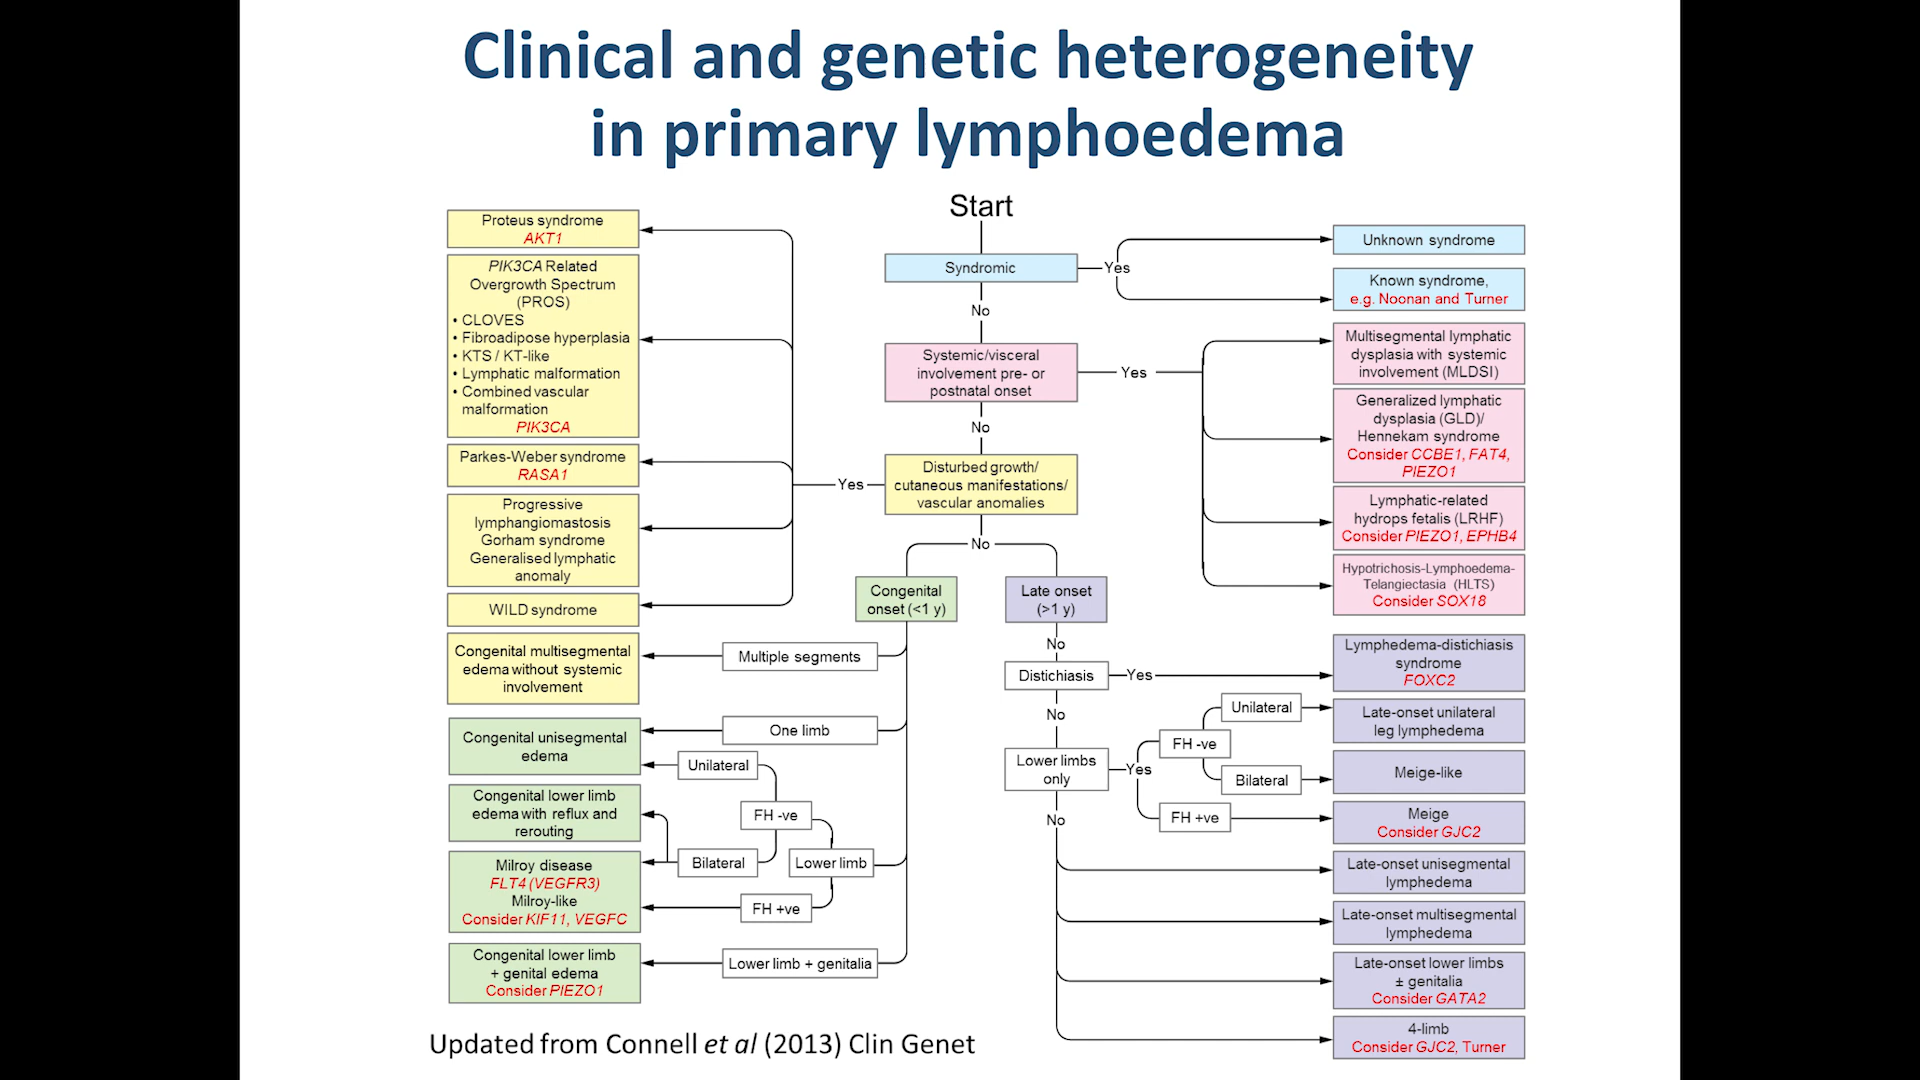 Clinical and genetic heterogeneity
in primary lymphoedema
Start
Syndromic
Yes
Unknown syndrome
Known syndrome,
e.g. Noonan and Turner
No
Systemic/visceral
involvement pre- or
postnatal onset
Yes
Multisegmental lymphatic
dysplasia with systemic
involvement (MLDSI)
Generalized lymphatic
dysplasia (GLD)/
Hennekam syndrome
Consider CCBE1, FAT4,
PIEZO1
Lymphatic-related
hydrops fetalis (LRHF)
Consider PIEZO1, EPHB4
Hypotrichosis-Lymphoedema-
Telangiectasia (HLTS)
Consider SOX18
No
Disturbed growth/
cutaneous manifestations/
vascular anomalies
Yes
Proteus syndrome
AKT1
PIK3CA Related
Overgrowth Spectrum
(PROS)
• CLOVES
• Fibroadipose hyperplasia
• KTS / KT-like
• Lymphatic malformation
• Combined vascular
malformation
PIK3CA
Parkes-Weber syndrome
RASA1
Progressive
lymphangiomastosis
Gorham syndrome
Generalised lymphatic
anomaly
WILD syndrome
No
Congenital
onset (<1 y)
Multiple segments
Congenital multisegmental
edema without systemic
involvement
One limb
Congenital unisegmental
edema
Unilateral
FH -ve
Congenital lower limb
edema with reflux and
rerouting
Bilateral
Lower limb
Milroy disease
FLT4 (VEGFR3)
Milroy-like
Consider KIF11, VEGFC
FH +ve
Lower limb + genitalia
Congenital lower limb
+ genital edema
Consider PIEZO1
Late onset
(>1 y)
No
Distichiasis
Yes
Lymphedema-distichiasis
syndrome
FOXC2
No
Lower limbs
only
Yes
FH -ve
Unilateral
Late-onset unilateral
leg lymphedema
Bilateral
Meige-like
FH +ve
Meige
Consider GJC2
No
Late-onset unisegmental
lymphedema
Late-onset multisegmental
lymphedema
Late-onset lower limbs
± genitalia
Consider GATA2
4-limb
Consider GJC2, Turner
Updated from Connell et al (2013) Clin Genet